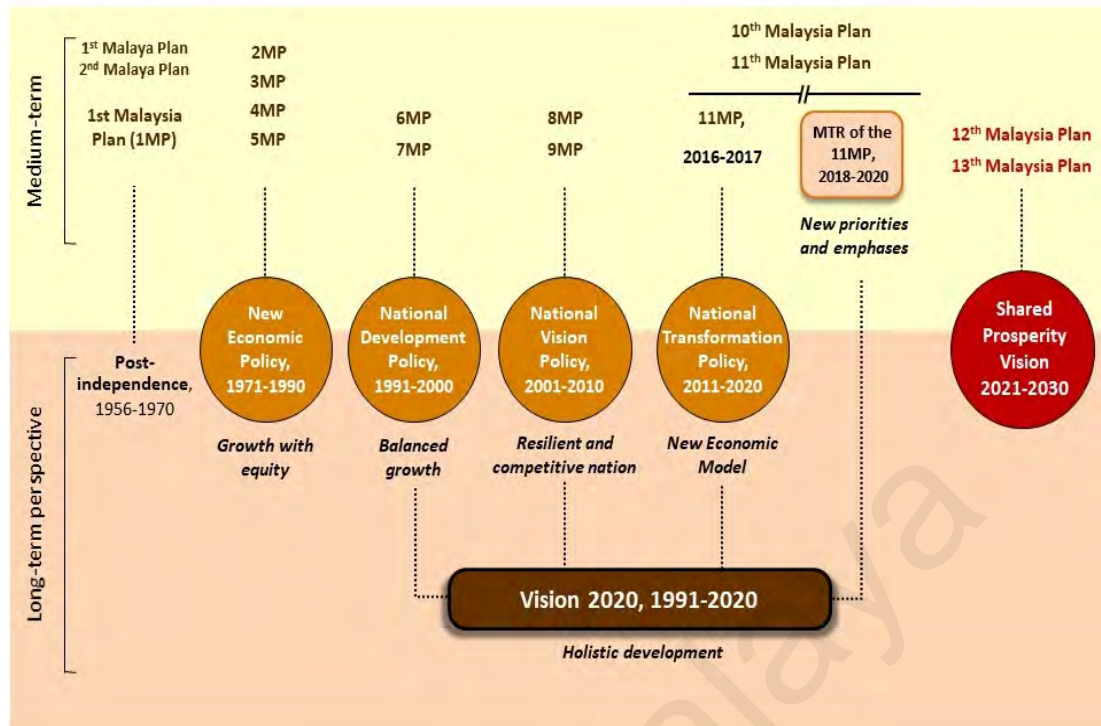 Medium-term
1st Malaya Plan
2nd Malaya Plan
1st Malaysia
Plan (1MP)
2MP
3MP
4MP
5MP
6MP
7MP
8MP
9MP
10th Malaysia Plan
11th Malaysia Plan
11MP,
2016-2017
MTR of the
11MP,
2018-2020
New priorities
and emphases
12th Malaysia Plan
13th Malaysia Plan
Long-term perspective
Post-
independence,
1956-1970
New
Economic
Policy,
1971-1990
Growth with
equity
National
Development
Policy,
1991-2000
Balanced
growth
National
Vision
Policy,
2001-2010
Resilient and
competitive nation
National
Transformation
Policy,
2011-2020
New Economic
Model
Shared
Prosperity
Vision
2021-2030
Vision 2020, 1991-2020
Holistic development
alaya